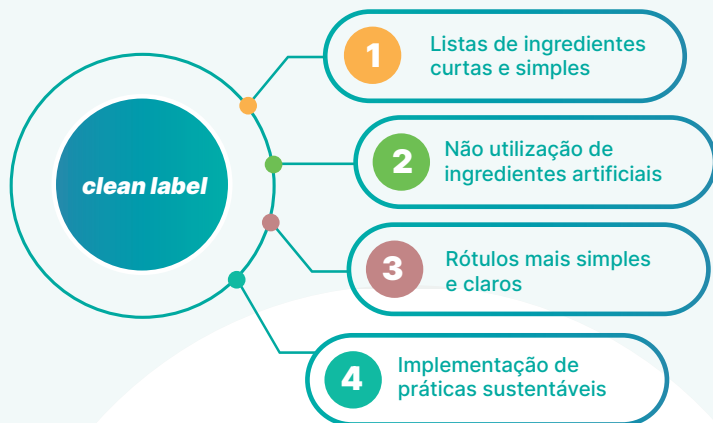 clean label
1
Listas de ingredientes
curtas e simples
2
Não utilização de
ingredientes artificiais
3
Rótulos mais simples
e claros
4
Implementação de
práticas sustentáveis